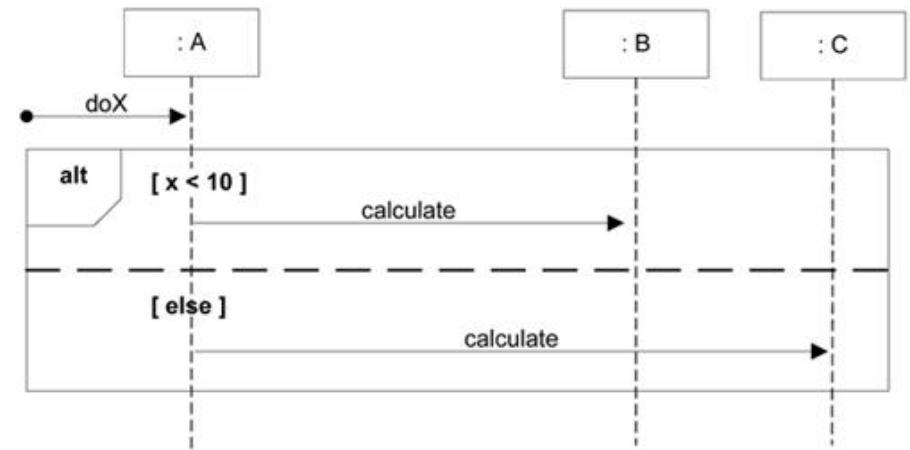 : A
: B
: C
doX
alt
[ x < 10 ]
calculate
[ else ]
calculate